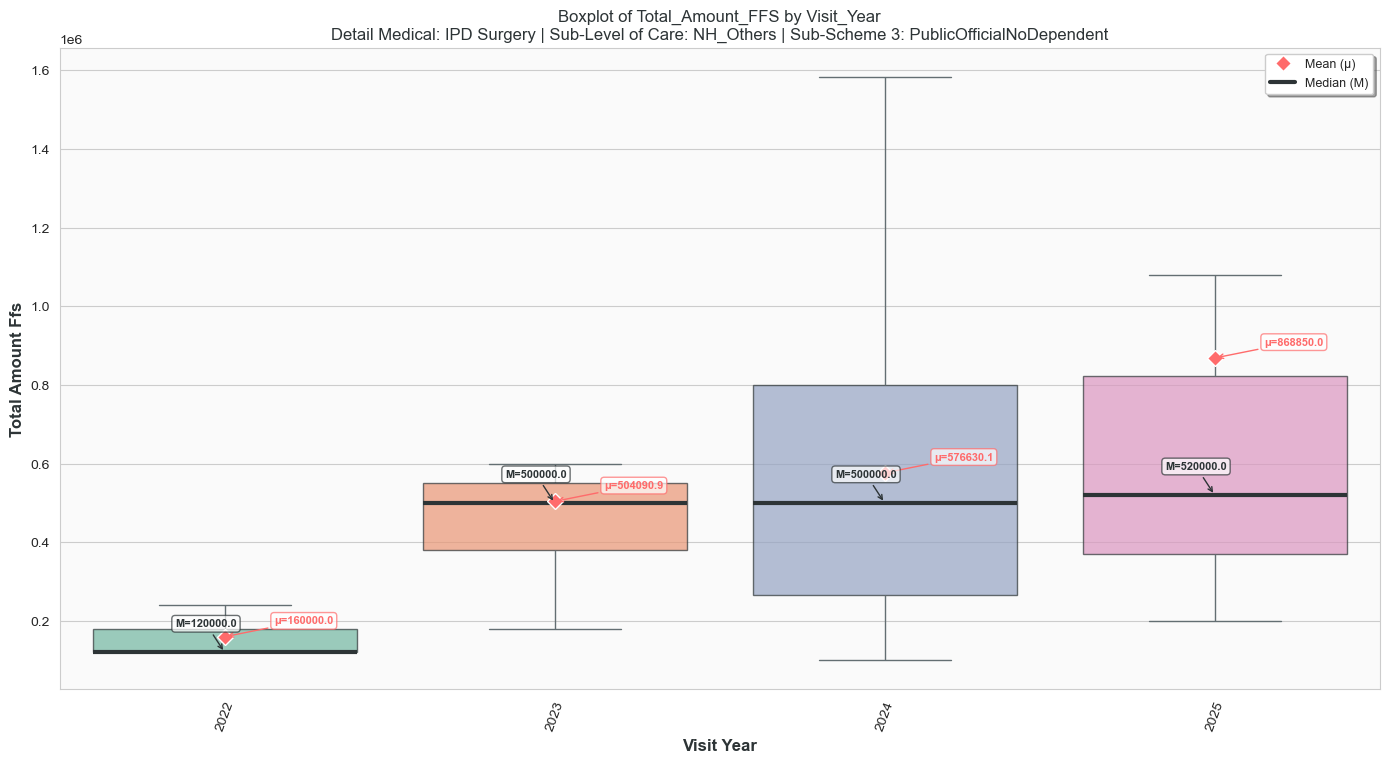 Boxplot of Total_Amount_FFS by Visit_Year
Detail Medical: IPD Surgery | Sub-Level of Care: NH_Others | Sub-Scheme 3: PublicOfficialNoDependent
1e6
Mean (μ)
Median (M)
1.6
1.4
1.2
1.0
0.8
0.6
0.4
0.2
Total Amount Ffs
M=120000.0
μ=160000.0
M=500000.0
μ=504090.9
M=500000.0
μ=576630.1
M=520000.0
μ=868850.0
2022
2023
2024
2025
Visit Year